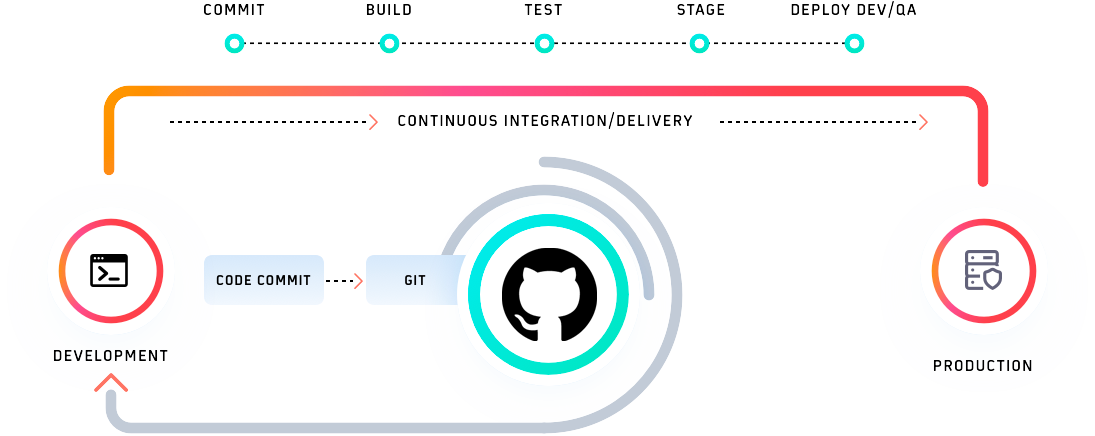 COMMIT
BUILD
TEST
STAGE
DEPLOY DEV/QA
CONTINUOUS INTEGRATION/DELIVERY
CODE COMMIT
GIT
DEVELOPMENT
PRODUCTION